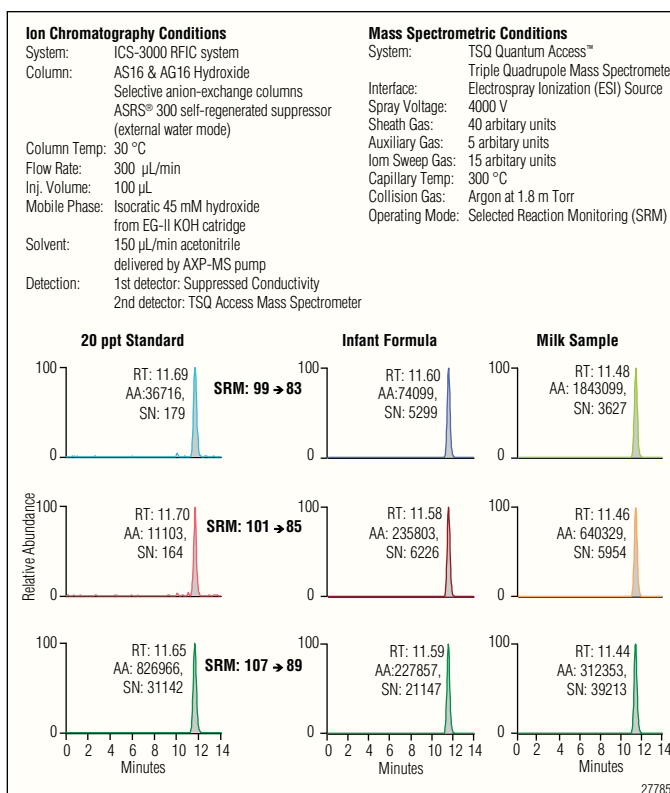 Ion Chromatography Conditions
System: ICS-3000 RFIC system
Column: AS16 & AG16 Hydroxide
Selective anion-exchange columns
ASRS® 300 self-regenerated suppressor
(external water mode)
Column Temp: 30 °C
Flow Rate: 300 µL/min
Inj. Volume: 100 µL
Mobile Phase: Isocratic 45 mM hydroxide
from EG-II KOH catridge
Solvent: 150 µL/min acetonitrile
delivered by AXP-MS pump
Detection: 1st detector: Suppressed Conductivity
2nd detector: TSQ Access Mass Spectrometer
Mass Spectrometric Conditions
System: TSQ Quantum Access™
Triple Quadrupole Mass Spectromete
Interface: Electrospray Ionization (ESI) Source
Spray Voltage: 4000 V
Sheath Gas: 40 arbitary units
Auxiliary Gas: 5 arbitary units
Iom Sweep Gas: 15 arbitary units
Capillary Temp: 300 °C
Collision Gas: Argon at 1.8 m Torr
Operating Mode: Selected Reaction Monitoring (SRM)
20 ppt Standard
Infant Formula
Milk Sample
100
0
RT: 11.69
AA:36716,
SN: 179
SRM: 99→83
100
0
RT: 11.60
AA:74099,
SN: 5299
100
0
RT: 11.48
AA: 1843099,
SN: 3627
Relative Abundance
100
0
RT: 11.70
AA: 11103,
SN: 164
SRM: 101→85
100
0
RT: 11.58
AA: 235803,
SN: 6226
100
0
RT: 11.46
AA: 640329,
SN: 5954
100
0
RT: 11.65
AA: 826966,
SN: 31142
SRM: 107→89
100
0
RT: 11.59
AA:227857,
SN: 21147
100
0
RT: 11.44
AA: 312353,
SN: 39213
0 2 4 6 8 10 12 14
Minutes
0 2 4 6 8 10 12 14
Minutes
0 2 4 6 8 10 12 14
Minutes
27785